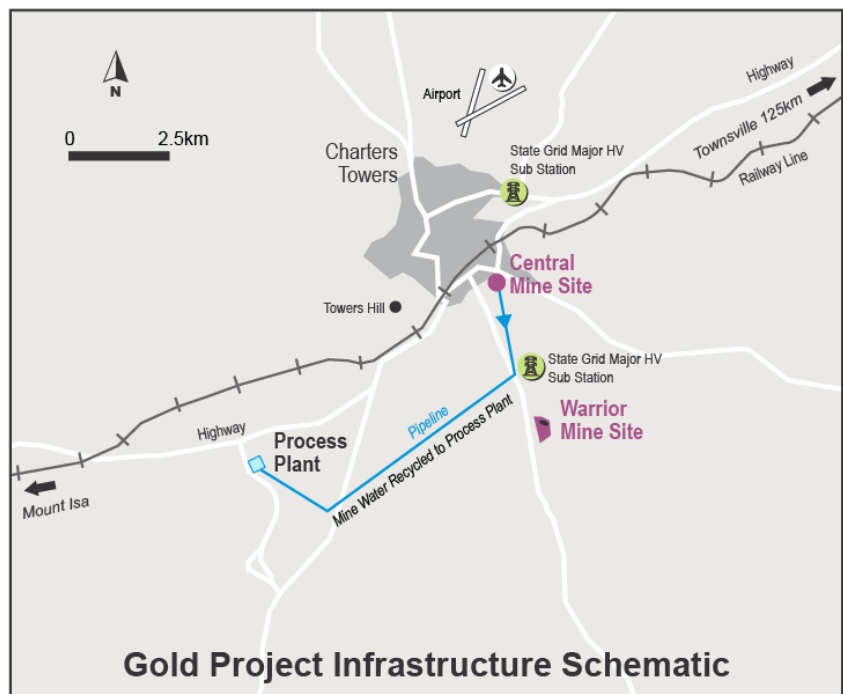 Highway
Airport
Townsville 125km
N
0 2.5km
State Grid Major HV
Sub Station
Charters
Towers
Railway Line
Central
Mine Site
Towers Hill
State Grid Major HV
Sub Station
Warrior
Mine Site
Pipeline
Highway
Process
Plant
Mine Water Recycled to Process Plant
Mount Isa
Gold Project Infrastructure Schematic